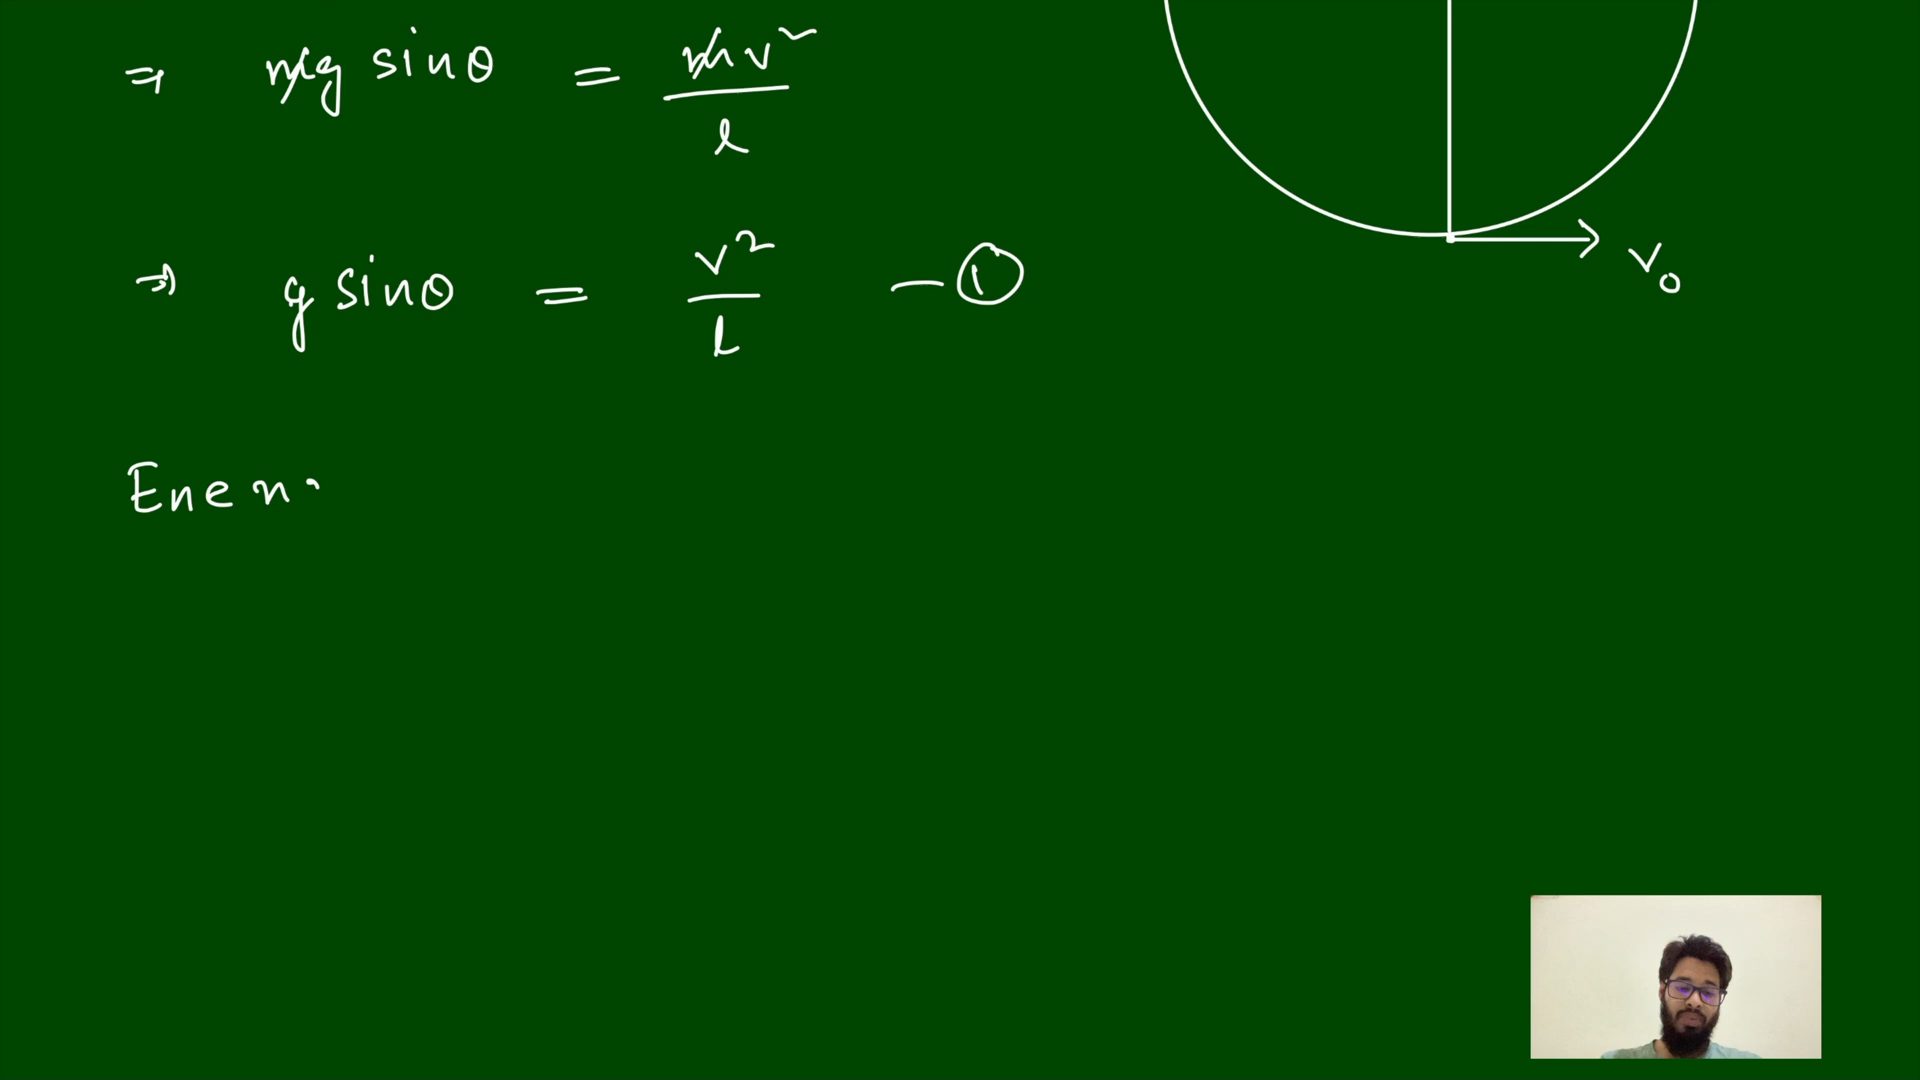 ⇒ mg sinθ = mv² / l
⇒ g sinθ = v² / l - ①
v₀
Ener